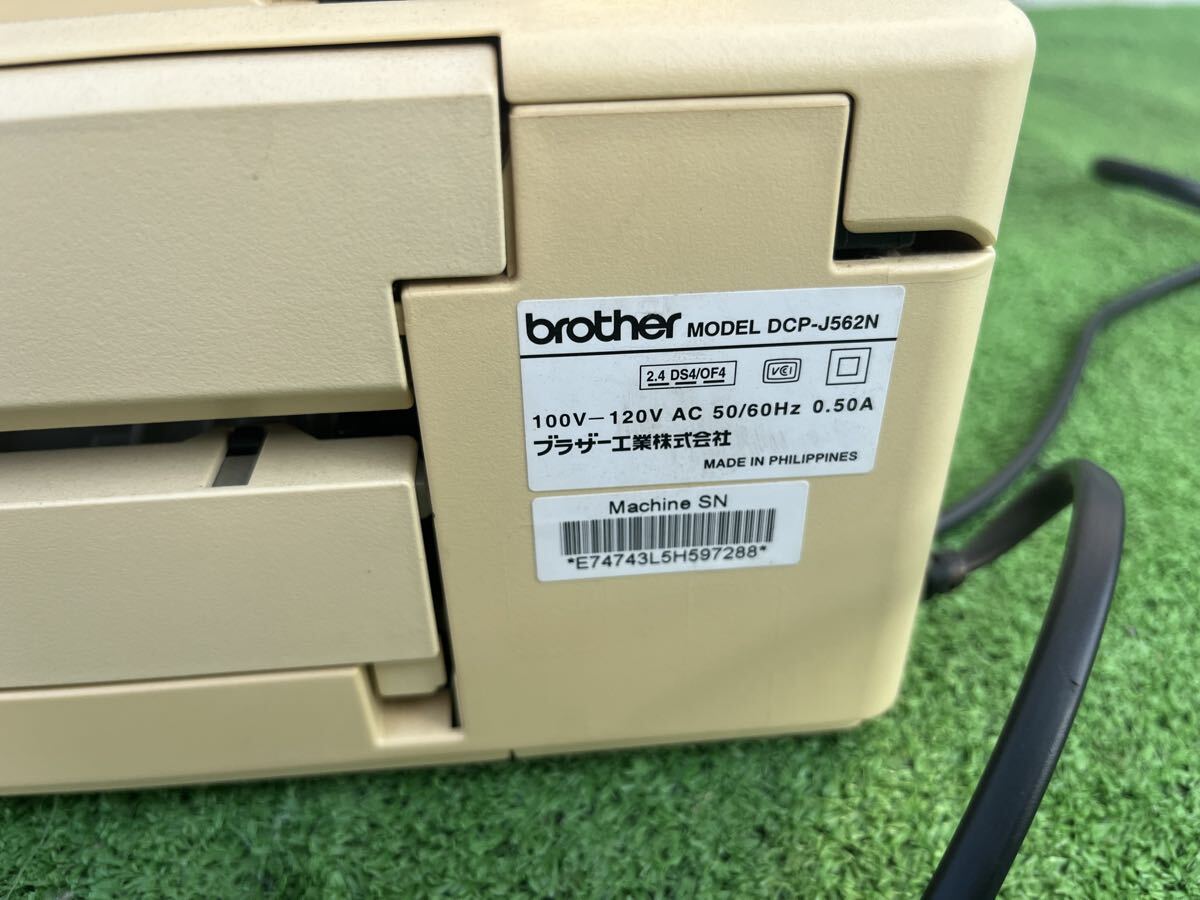 brother MODEL DCP-J562N
2.4 DS4/OF4 VCI
100V－120V AC 50/60Hz 0.50A
ブラザー工業株式会社
MADE IN PHILIPPINES
Machine SN
*E74743L5H597288*